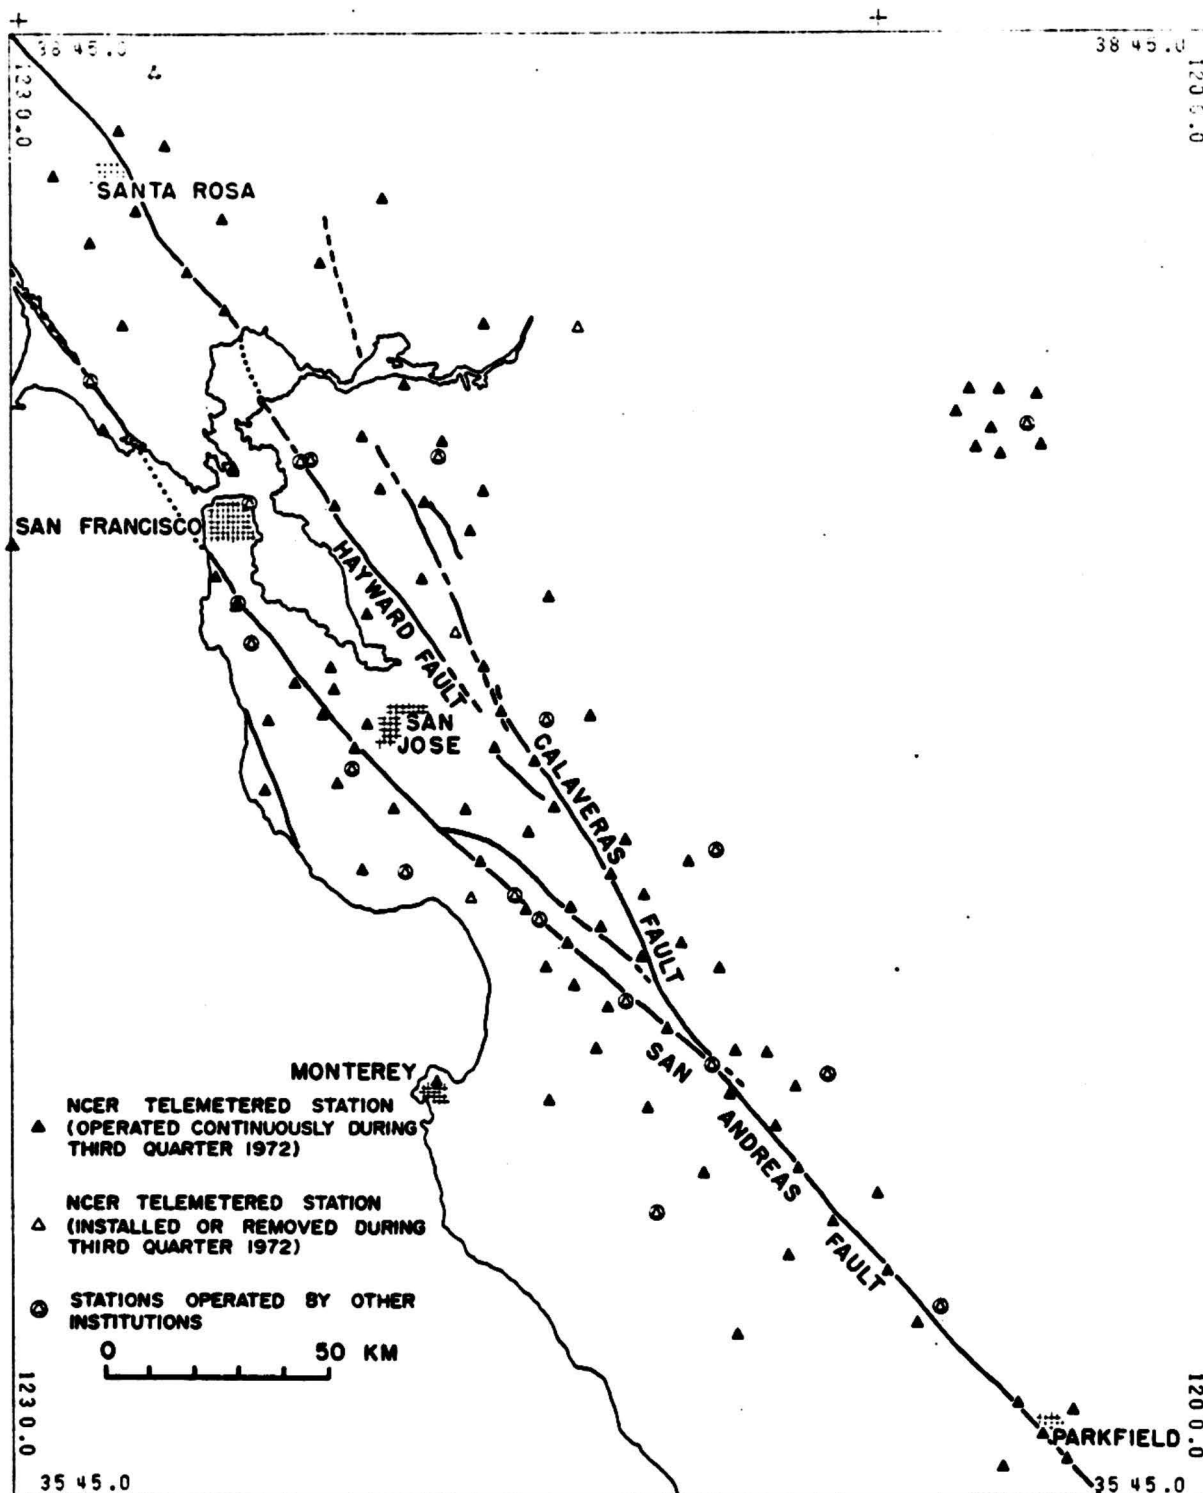 38 45.0
38 45.0
123 0.0
SANTA ROSA
SAN FRANCISCO
HAYWARD FAULT
SAN
JOSE
CALAVERAS
FAULT
SAN
ANDREAS
FAULT
MONTEREY
NCER TELEMETERED STATION
(OPERATED CONTINUOUSLY DURING
THIRD QUARTER 1972)
NCER TELEMETERED STATION
(INSTALLED OR REMOVED DURING
THIRD QUARTER 1972)
STATIONS OPERATED BY OTHER
INSTITUTIONS
0 50 KM
PARKFIELD
123 0.0
120 0.0
35 45.0
35 45.0